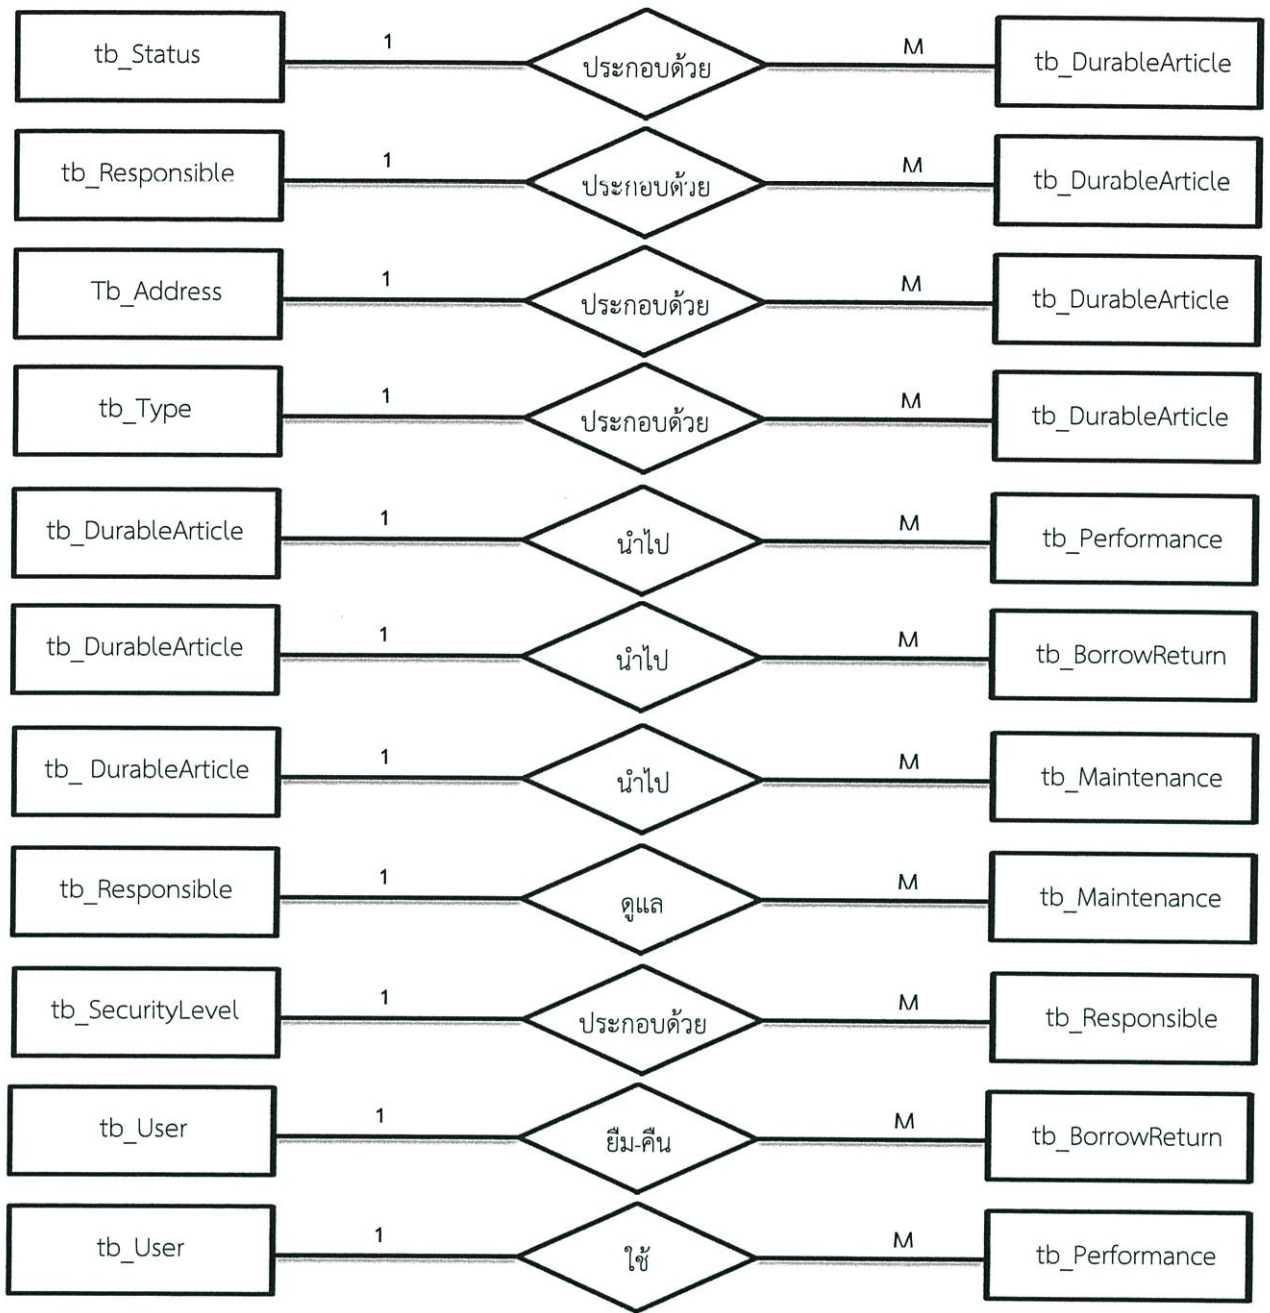 tb_Status 1 ประกอบด้วย M tb_DurableArticle
tb_Responsible 1 ประกอบด้วย M tb_DurableArticle
Tb_Address 1 ประกอบด้วย M tb_DurableArticle
tb_Type 1 ประกอบด้วย M tb_DurableArticle
tb_DurableArticle 1 นำไป M tb_Performance
tb_DurableArticle 1 นำไป M tb_BorrowReturn
tb_ DurableArticle 1 นำไป M tb_Maintenance
tb_Responsible 1 ดูแล M tb_Maintenance
tb_SecurityLevel 1 ประกอบด้วย M tb_Responsible
tb_User 1 ยืม-คืน M tb_BorrowReturn
tb_User 1 ใช้ M tb_Performance